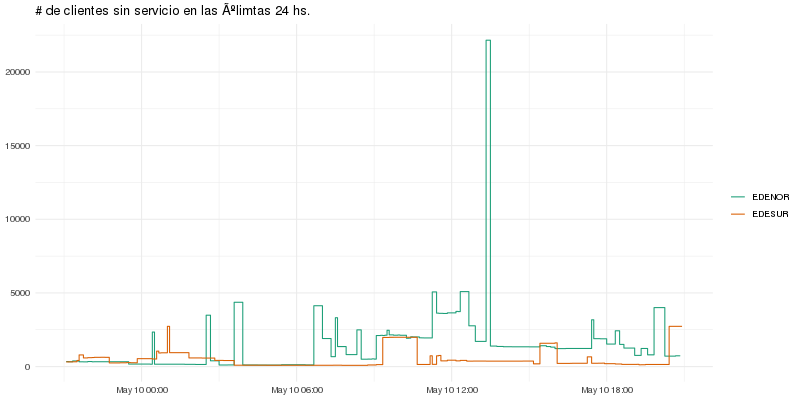 # de clientes sin servicio en las Ãºlimtas 24 hs.
20000
15000
10000
5000
0
May 10 00:00
May 10 06:00
May 10 12:00
May 10 18:00
EDENOR
EDESUR